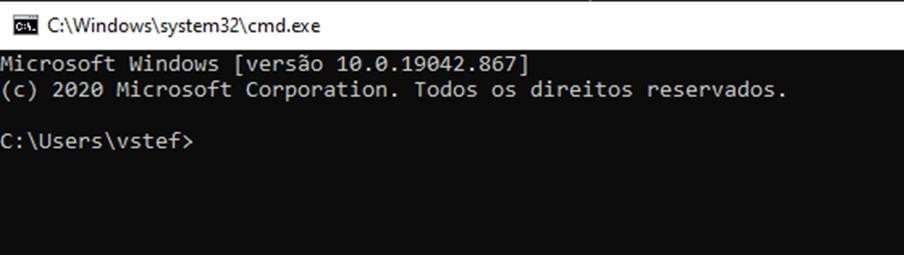 C:\Windows\system32\cmd.exe
Microsoft Windows [versão 10.0.19042.867]
(c) 2020 Microsoft Corporation. Todos os direitos reservados.
C:\Users\vstef>